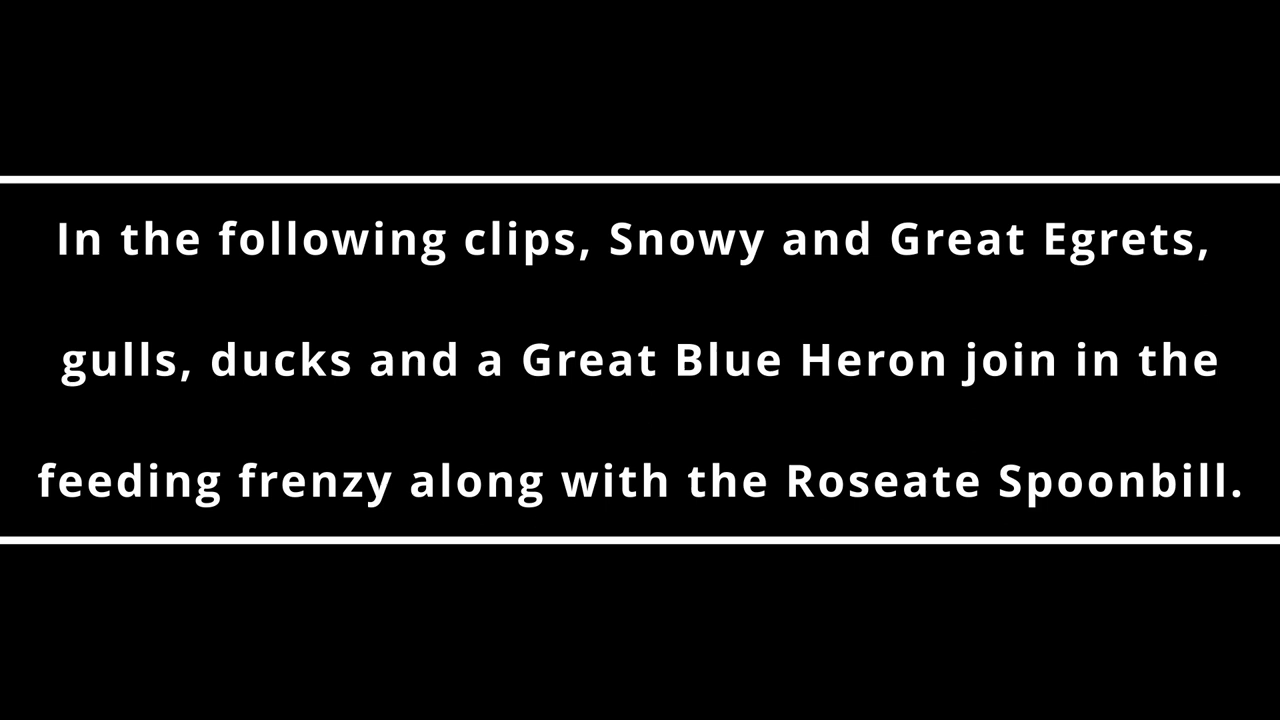 In the following clips, Snowy and Great Egrets,
gulls, ducks and a Great Blue Heron join in the
feeding frenzy along with the Roseate Spoonbill.